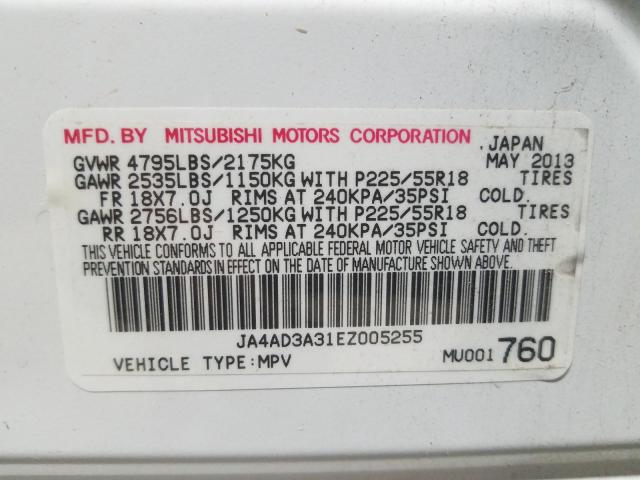 MFD. BY MITSUBISHI MOTORS CORPORATION . JAPAN
GVWR 4795LBS/2175KG MAY 2013
GAWR 2535LBS/1150KG WITH P225/55R18 TIRES
FR 18X7.0J RIMS AT 240KPA/35PSI COLD.
GAWR 2756LBS/1250KG WITH P225/55R18 TIRES
RR 18X7.0J RIMS AT 240KPA/35PSI COLD.
THIS VEHICLE CONFORMS TO ALL APPLICABLE FEDERAL MOTOR VEHICLE SAFETY AND THEFT
PREVENTION STANDARDS IN EFFECT ON THE DATE OF MANUFACTURE SHOWN ABOVE.
JA4AD3A31EZ005255
VEHICLE TYPE:MPV MU001 760